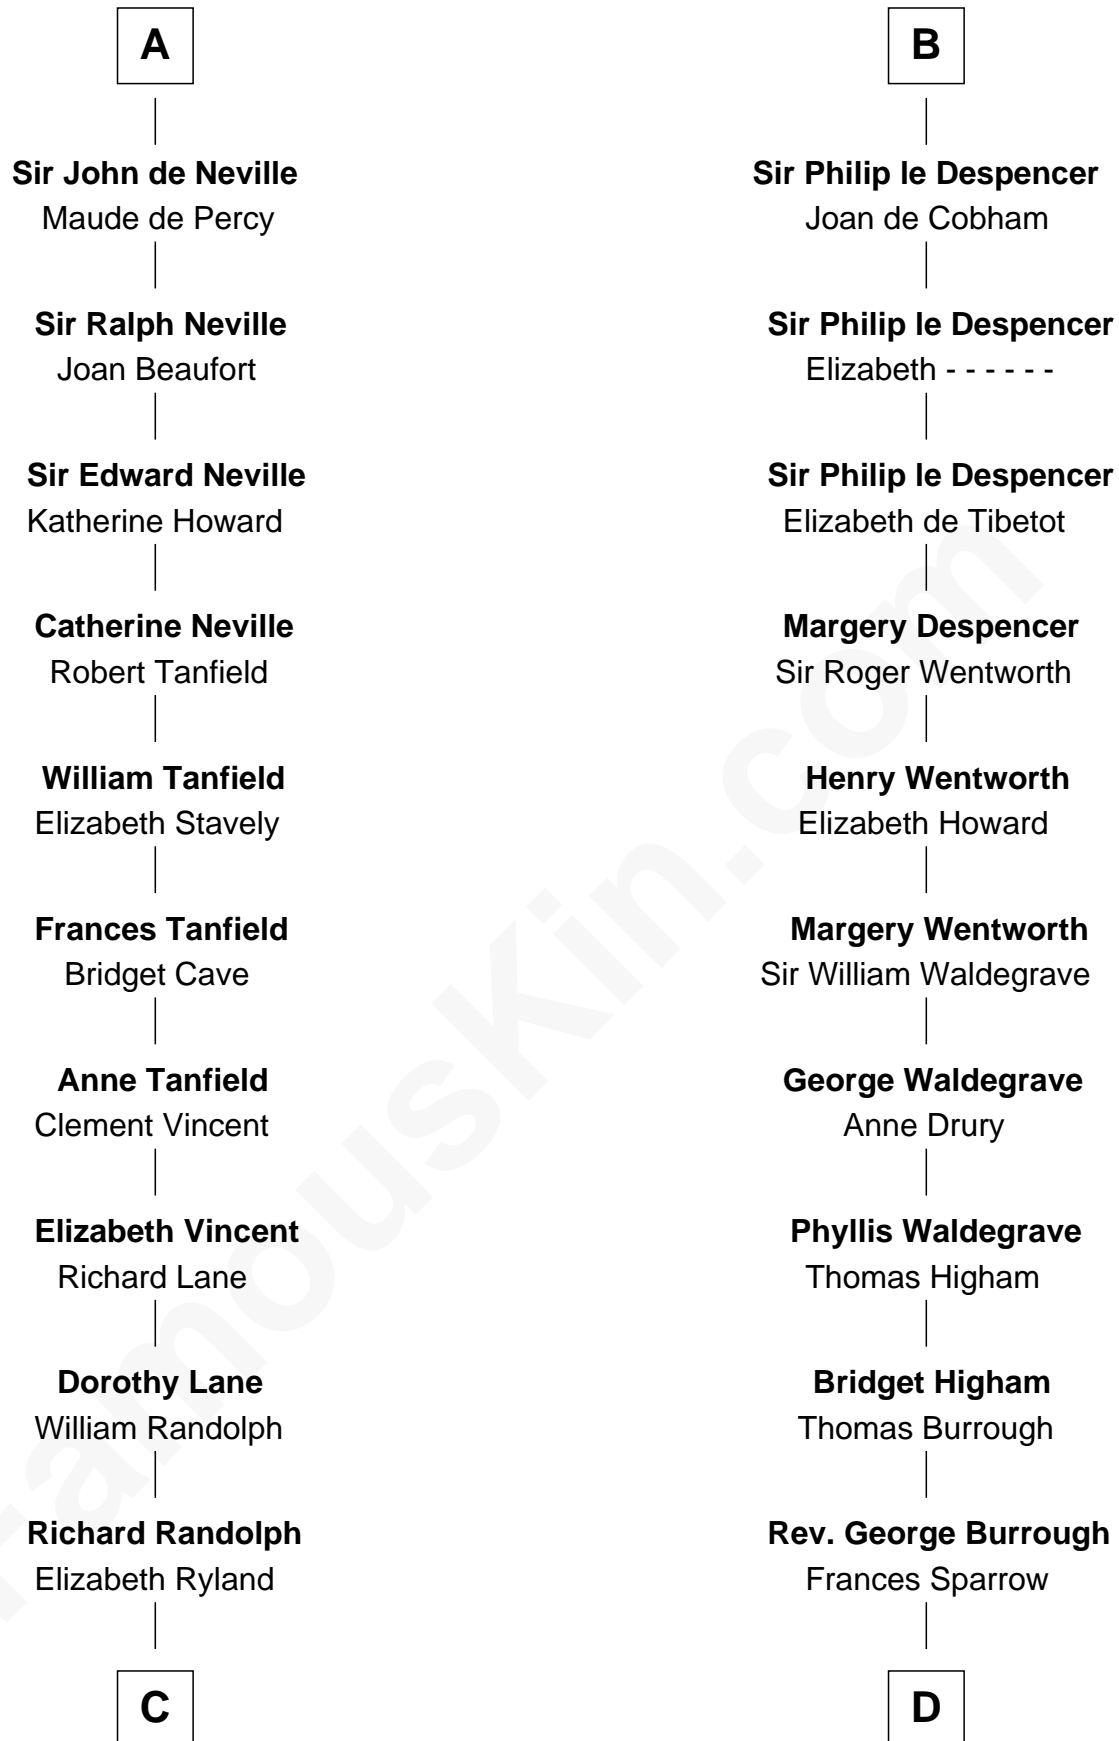 A
Sir John de Neville
Maude de Percy
Sir Ralph Neville
Joan Beaufort
Sir Edward Neville
Katherine Howard
Catherine Neville
Robert Tanfield
William Tanfield
Elizabeth Stavely
Frances Tanfield
Bridget Cave
Anne Tanfield
Clement Vincent
Elizabeth Vincent
Richard Lane
Dorothy Lane
William Randolph
Richard Randolph
Elizabeth Ryland
C
B
Sir Philip le Despencer
Joan de Cobham
Sir Philip le Despencer
Elizabeth - - - - - -
Sir Philip le Despencer
Elizabeth de Tibetot
Margery Despencer
Sir Roger Wentworth
Henry Wentworth
Elizabeth Howard
Margery Wentworth
Sir William Waldegrave
George Waldegrave
Anne Drury
Phyllis Waldegrave
Thomas Higham
Bridget Higham
Thomas Burrough
Rev. George Burrough
Frances Sparrow
D
FamousKin.com